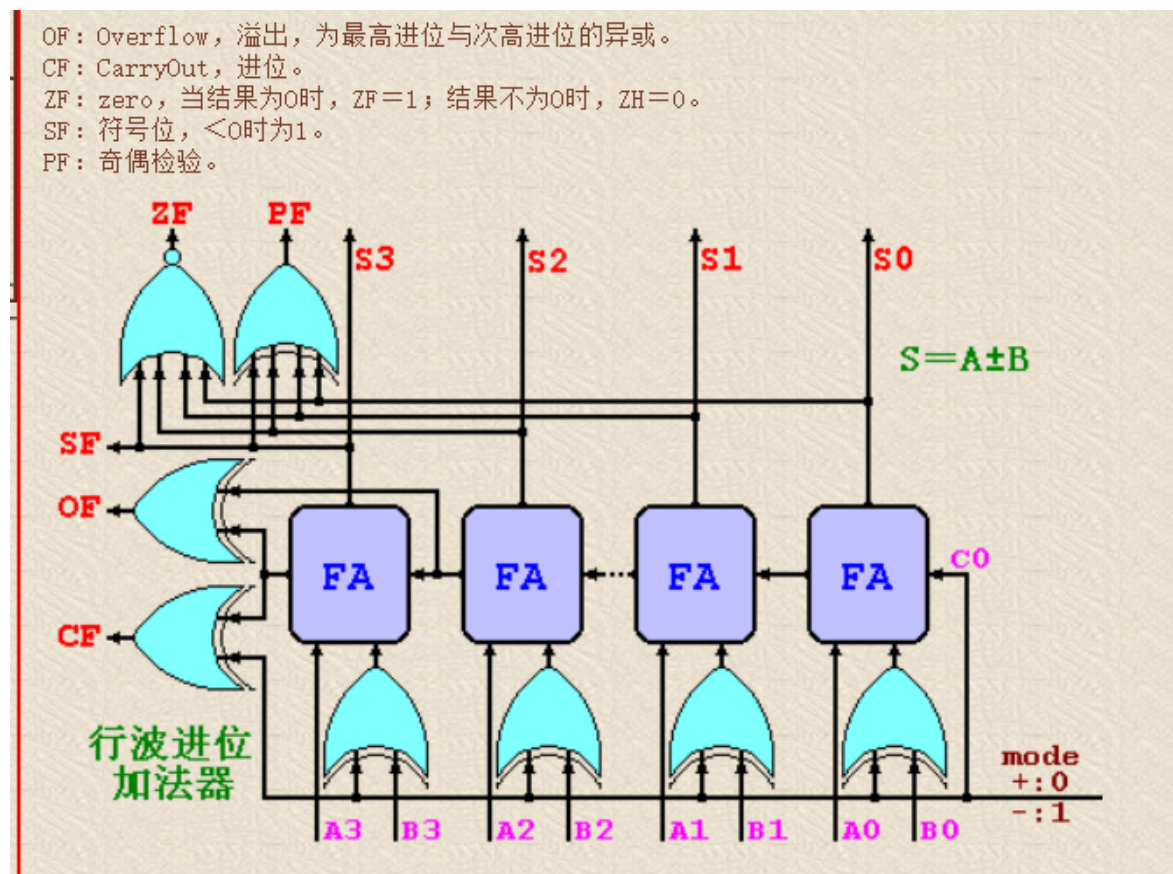 OF：Overflow，溢出，为最高进位与次高进位的异或。
CF：CarryOut，进位。
ZF：zero，当结果为0时，ZF＝1；结果不为0时，ZH＝0。
SF：符号位，＜0时为1。
PF：奇偶检验。
ZF PF
S3 S2 S1 S0
S＝A±B
SF
OF
FA FA FA FA
C0
CF
行波进位
加法器
mode
+:0
-:1
A3 B3 A2 B2 A1 B1 A0 B0